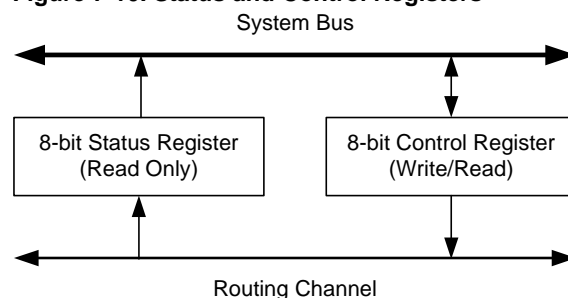 System Bus
8-bit Status Register
(Read Only)
8-bit Control Register
(Write/Read)
Routing Channel